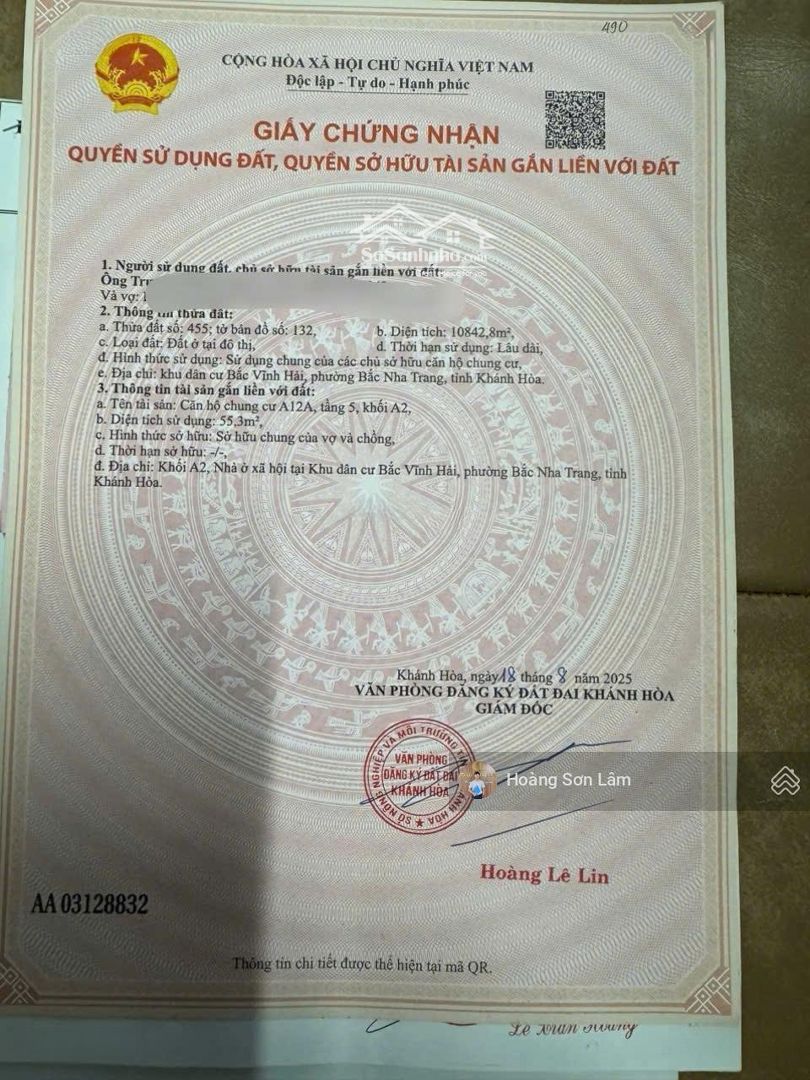 490
CỘNG HÒA XÃ HỘI CHỦ NGHĨA VIỆT NAM
Độc lập - Tự do - Hạnh phúc
GIẤY CHỨNG NHẬN
QUYỀN SỬ DỤNG ĐẤT, QUYỀN SỞ HỮU TÀI SẢN GẮN LIỀN VỚI ĐẤT
SoSanhnha.com
1. Người sử dụng đất, chủ sở hữu tài sản gắn liền với đất:
Ông
Và vợ:
2. Thông tin thửa đất:
a. Thửa đất số: 455; tờ bản đồ số: 132, b. Diện tích: 10842,8m²,
c. Loại đất: Đất ở tại đô thị, d. Thời hạn sử dụng: Lâu dài,
đ. Hình thức sử dụng: Sử dụng chung của các chủ sở hữu căn hộ chung cư,
e. Địa chỉ: khu dân cư Bắc Vĩnh Hải, phường Bắc Nha Trang, tỉnh Khánh Hòa.
3. Thông tin tài sản gắn liền với đất:
a. Tên tài sản: Căn hộ chung cư A12A, tầng 5, khối A2,
b. Diện tích sử dụng: 55,3m²,
c. Hình thức sở hữu: Sở hữu chung của vợ và chồng,
d. Thời hạn sở hữu: -/-,
đ. Địa chỉ: Khối A2, Nhà ở xã hội tại Khu dân cư Bắc Vĩnh Hải, phường Bắc Nha Trang, tỉnh
Khánh Hòa.
Khánh Hòa, ngày 18 tháng 8 năm 2025
VĂN PHÒNG ĐĂNG KÝ ĐẤT ĐAI KHÁNH HÒA
GIÁM ĐỐC
SỞ NÔNG NGHIỆP VÀ MÔI TRƯỜNG TỈNH KHÁNH HÒA
VĂN PHÒNG
ĐĂNG KÝ ĐẤT ĐAI
KHÁNH HÒA
Hoàng Sơn Lâm
Hoàng Lê Lin
AA 03128832
Thông tin chi tiết được thể hiện tại mã QR.